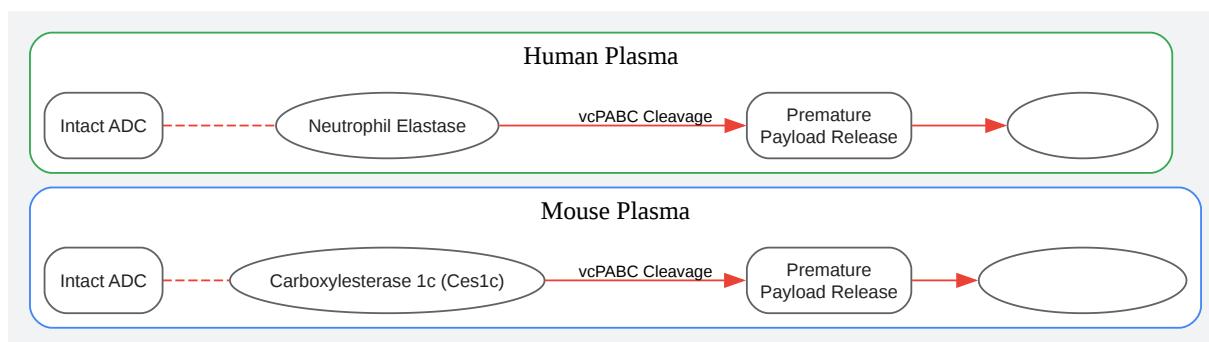 Human Plasma
Intact ADC
Neutrophil Elastase
vcPABC Cleavage
Premature
Payload Release
Mouse Plasma
Intact ADC
Carboxylesterase 1c (Ces1c)
vcPABC Cleavage
Premature
Payload Release